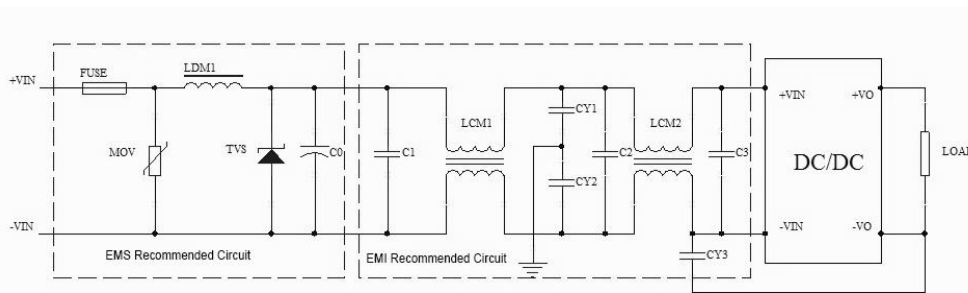 FUSE
LDM1
+VIN
MOV
TVS
C0
-VIN
EMS Recommended Circuit
C1
LCM1
CY1
CY2
C2
LCM2
C3
EMI Recommended Circuit
CY3
+VIN
+VO
DC/DC
-VIN
-VO
LOA